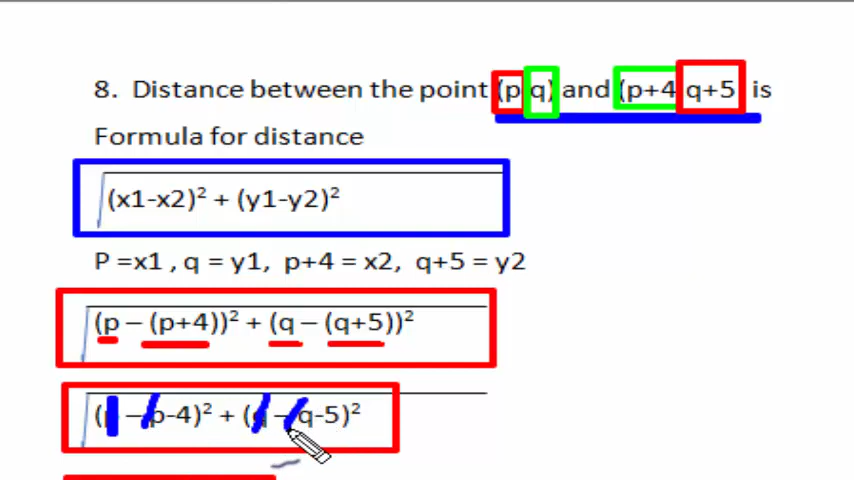 8. Distance between the point (p q) and (p+4 q+5 is
Formula for distance
√(x1-x2)² + (y1-y2)²
P =x1 , q = y1, p+4 = x2, q+5 = y2
√(p – (p+4))² + (q – (q+5))²
√(p – p-4)² + (q – q-5)²